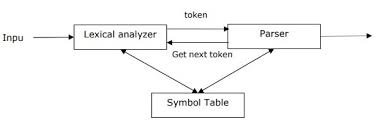 token
Inpu
Lexical analyzer
Parser
Get next token
Symbol Table